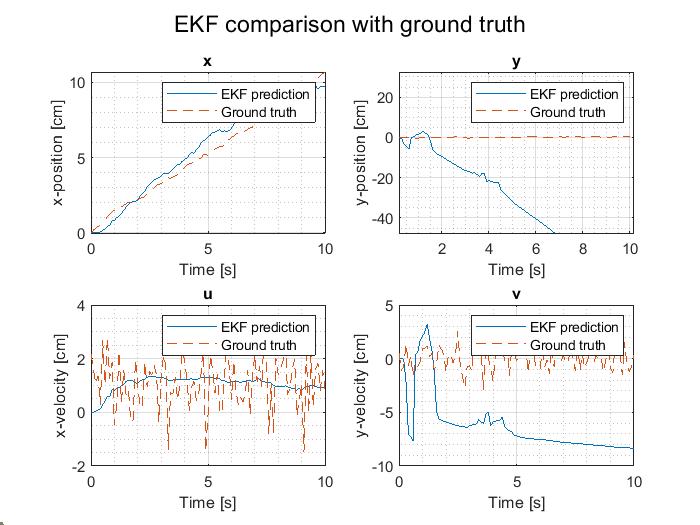 EKF comparison with ground truth
x
EKF prediction
Ground truth
x-position [cm]
10
5
0
0
5
10
Time [s]
y
EKF prediction
Ground truth
y-position [cm]
20
0
-20
-40
2
4
6
8
10
Time [s]
u
EKF prediction
Ground truth
x-velocity [cm]
4
2
0
-2
0
5
10
Time [s]
v
EKF prediction
Ground truth
y-velocity [cm]
5
0
-5
-10
0
5
10
Time [s]